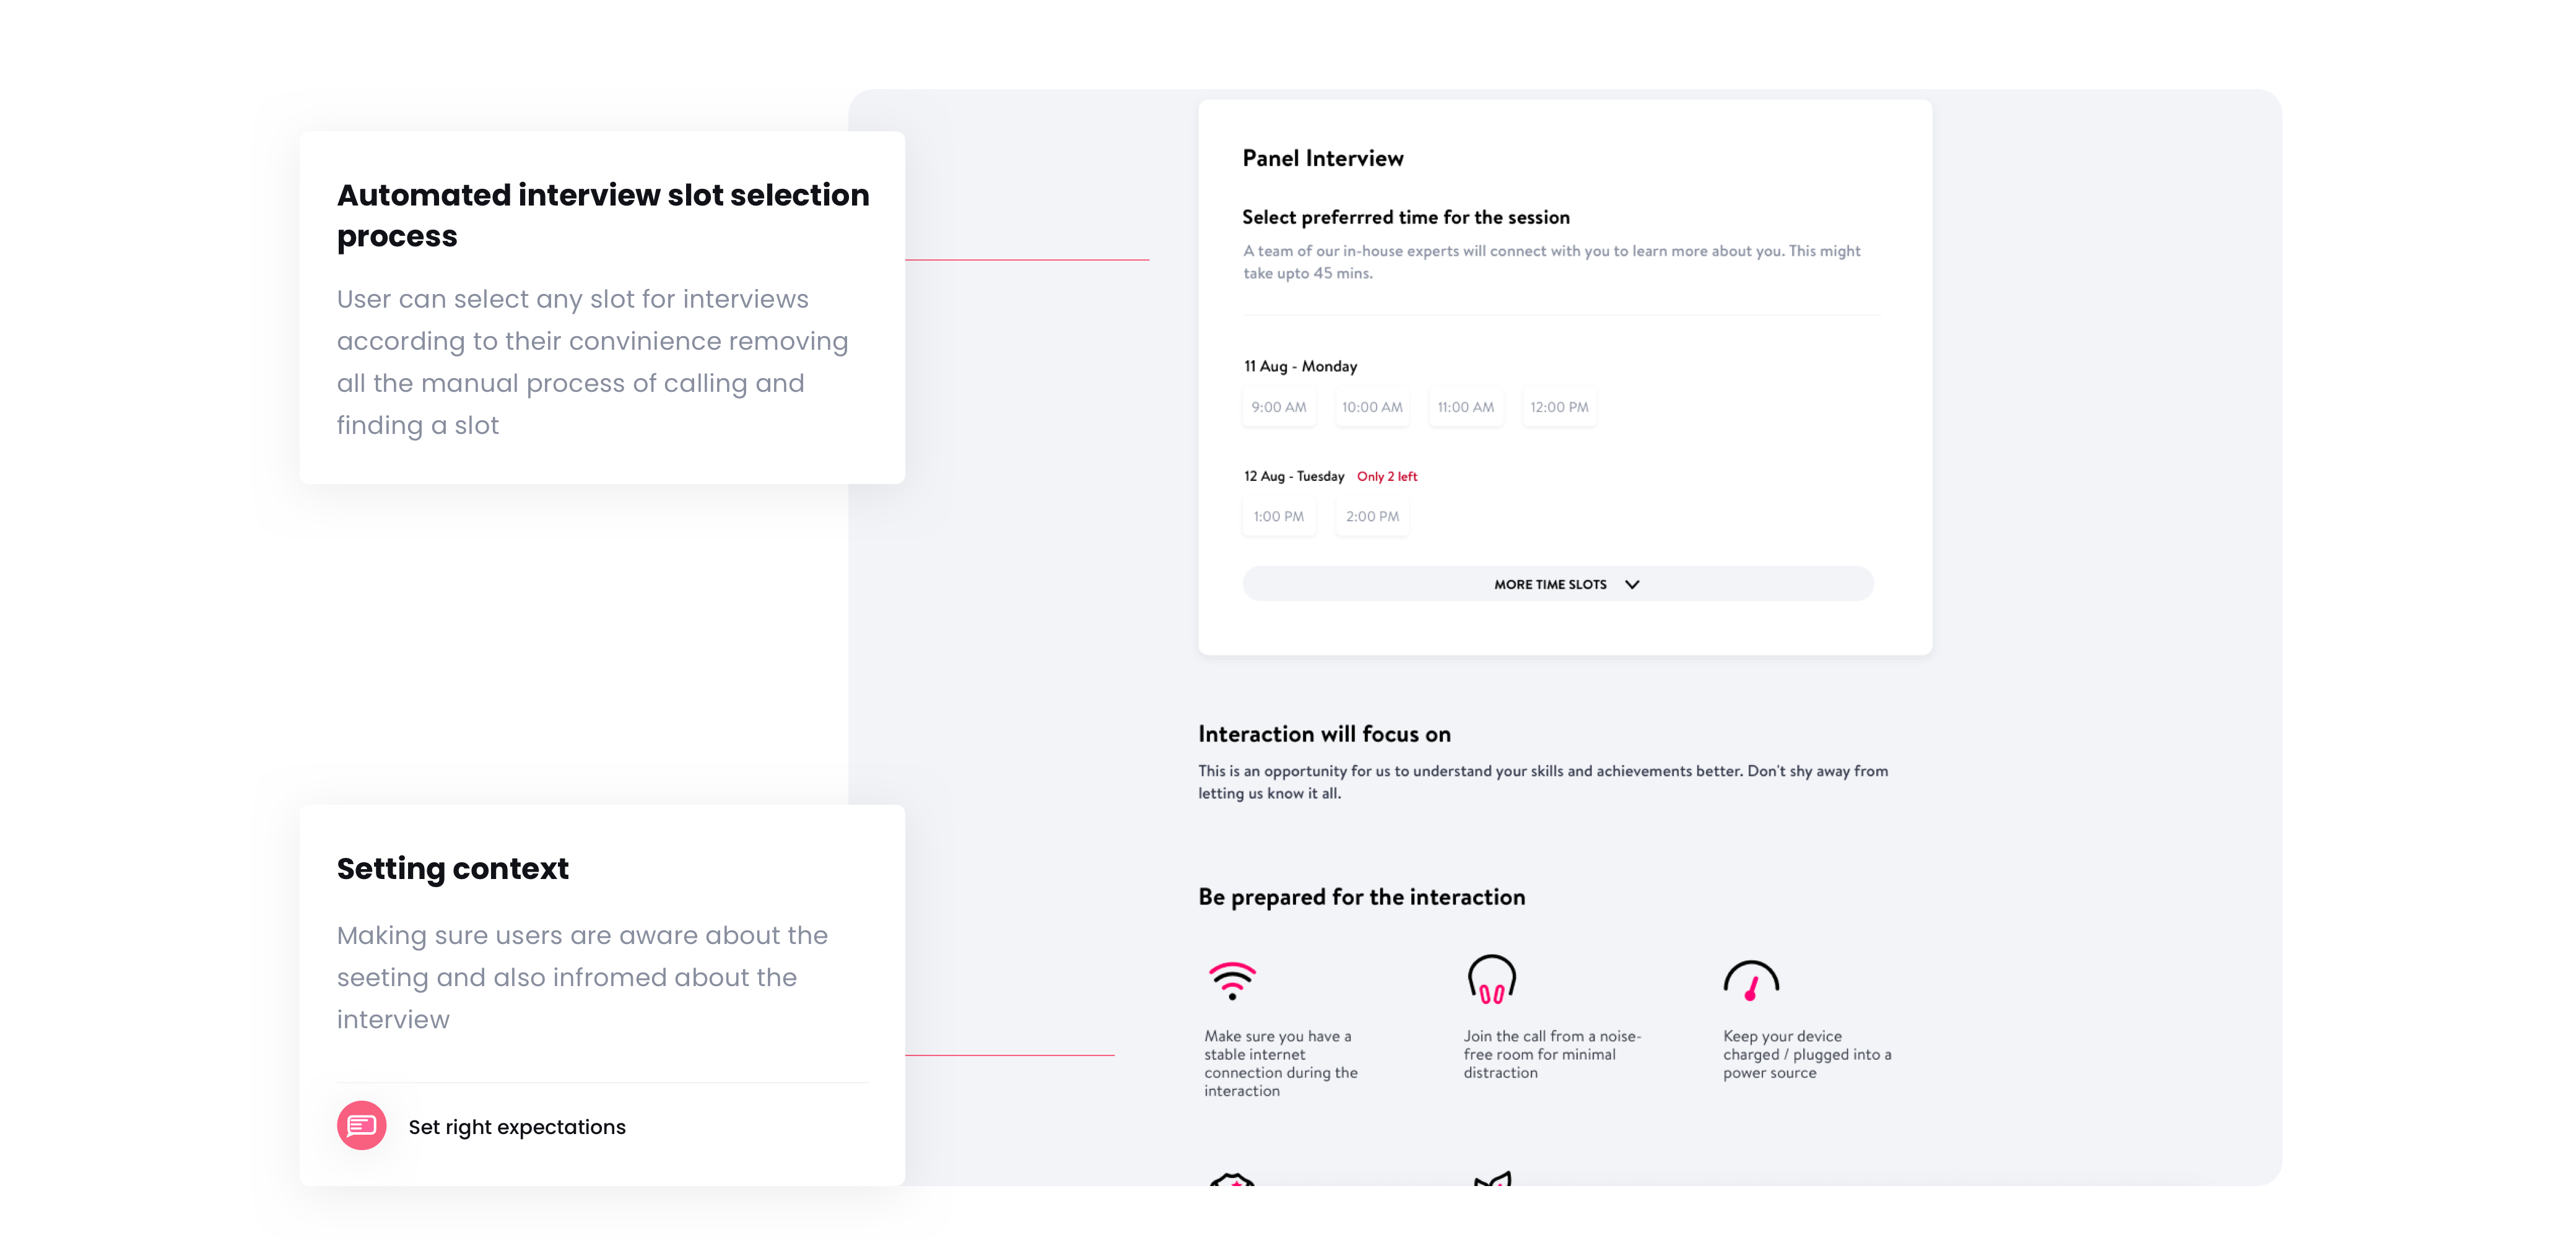 Automated interview slot selection
process
User can select any slot for interviews
according to their convinience removing
all the manual process of calling and
finding a slot
Panel Interview
Select preferrred time for the session
A team of our in-house experts will connect with you to learn more about you. This might
take upto 45 mins.
11 Aug - Monday
9:00 AM 10:00 AM 11:00 AM 12:00 PM
12 Aug - Tuesday Only 2 left
1:00 PM 2:00 PM
MORE TIME SLOTS
Interaction will focus on
This is an opportunity for us to understand your skills and achievements better. Don't shy away from
letting us know it all.
Setting context
Making sure users are aware about the
seeting and also infromed about the
interview
Set right expectations
Be prepared for the interaction
Make sure you have a
stable internet
connection during the
interaction
Join the call from a noise-
free room for minimal
distraction
Keep your device
charged / plugged into a
power source